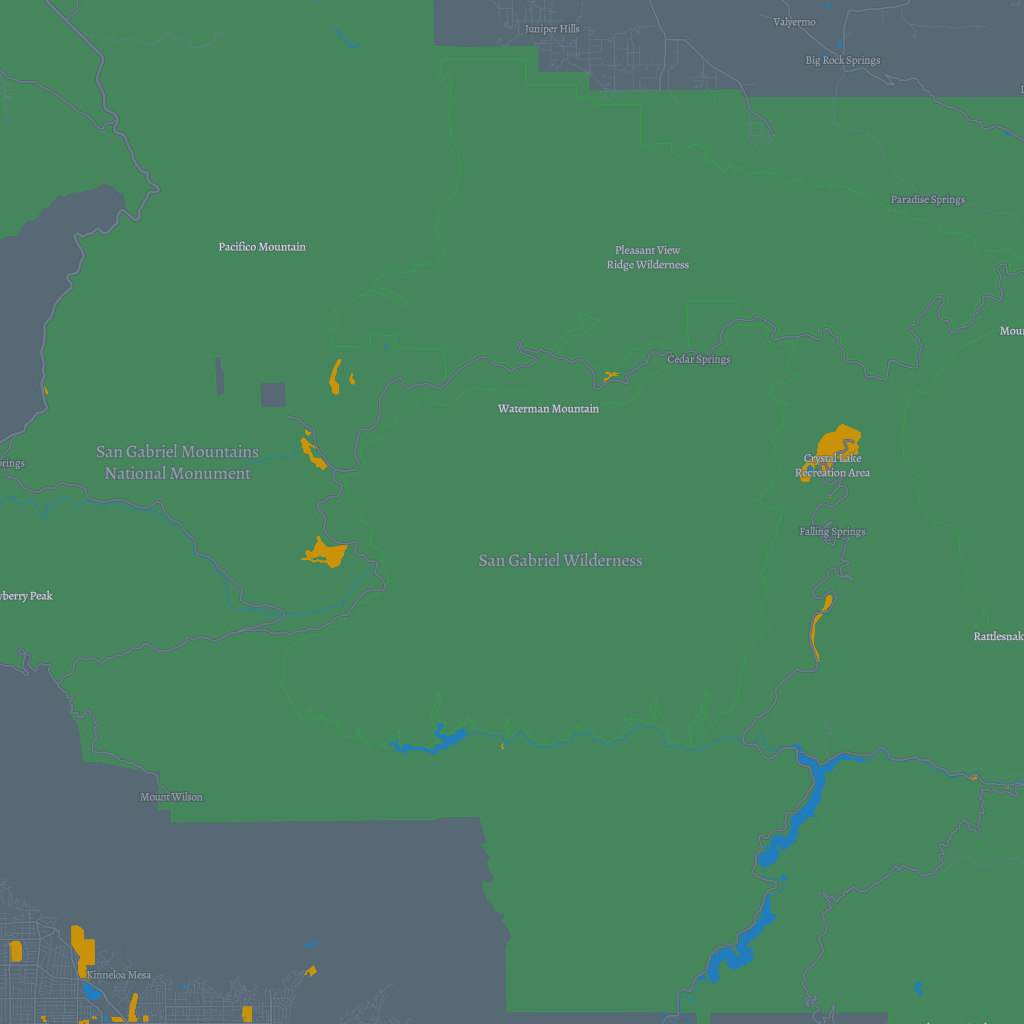 Juniper Hills
Valyermo
Big Rock Springs
Paradise Springs
Pacifico Mountain
Pleasant View
Ridge Wilderness
Cedar Springs
Waterman Mountain
San Gabriel Mountains
National Monument
Crystal Lake
Recreation Area
Falling Springs
San Gabriel Wilderness
Mount Wilson
Kinneloa Mesa